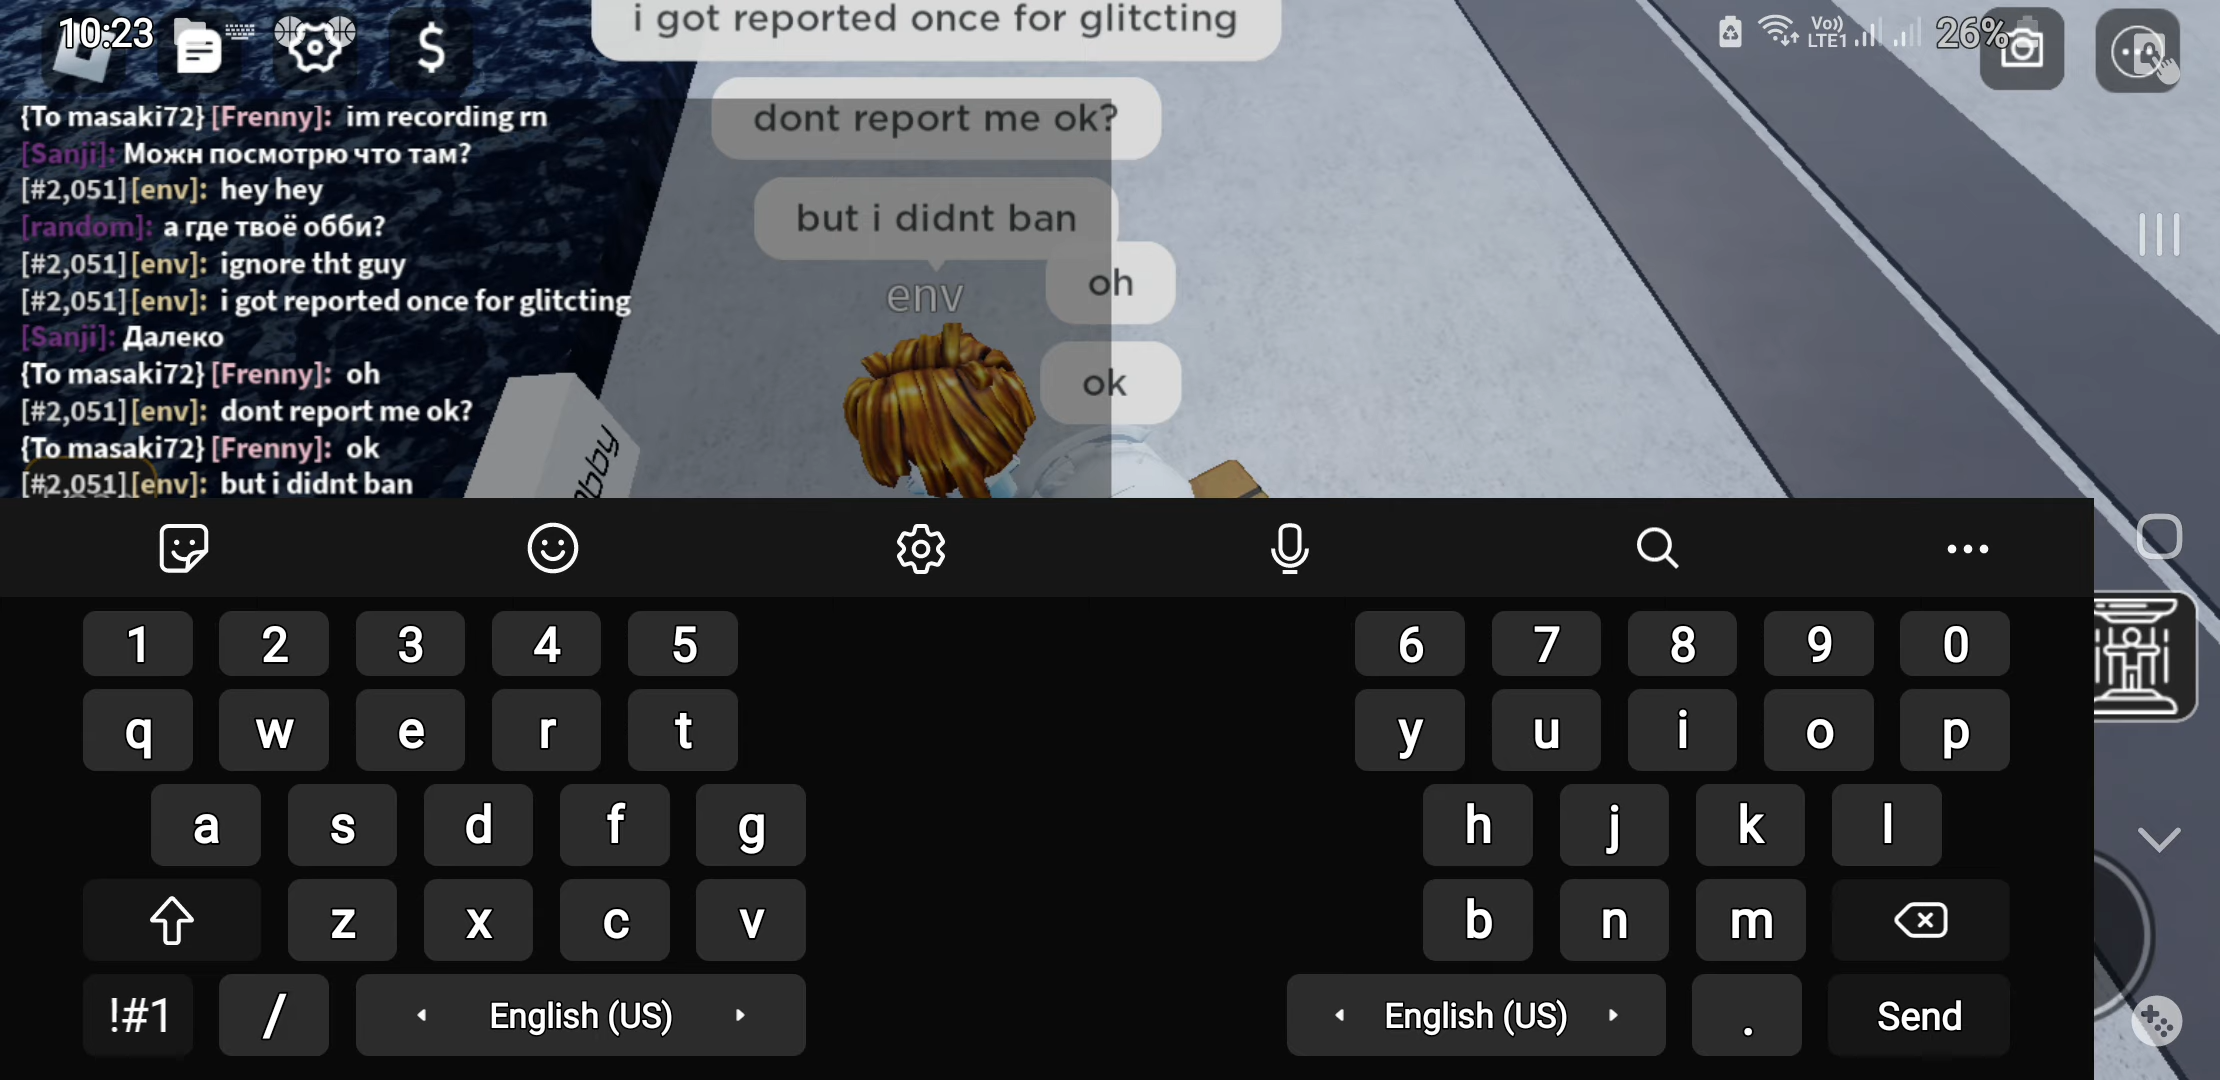 10:23
Vo)) LTE1 26%
i got reported once for glitcting
dont report me ok?
but i didnt ban
oh
env
ok
{To masaki72} [Frenny]: im recording rn
[Sanji]: Можн посмотрю что там?
[#2,051][env]: hey hey
[random]: а где твоё обби?
[#2,051][env]: ignore tht guy
[#2,051][env]: i got reported once for glitcting
[Sanji]: Далеко
{To masaki72} [Frenny]: oh
[#2,051][env]: dont report me ok?
{To masaki72} [Frenny]: ok
[#2,051][env]: but i didnt ban
1 2 3 4 5 6 7 8 9 0
q w e r t y u i o p
a s d f g h j k l
z x c v b n m
!#1 / English (US) English (US) . Send